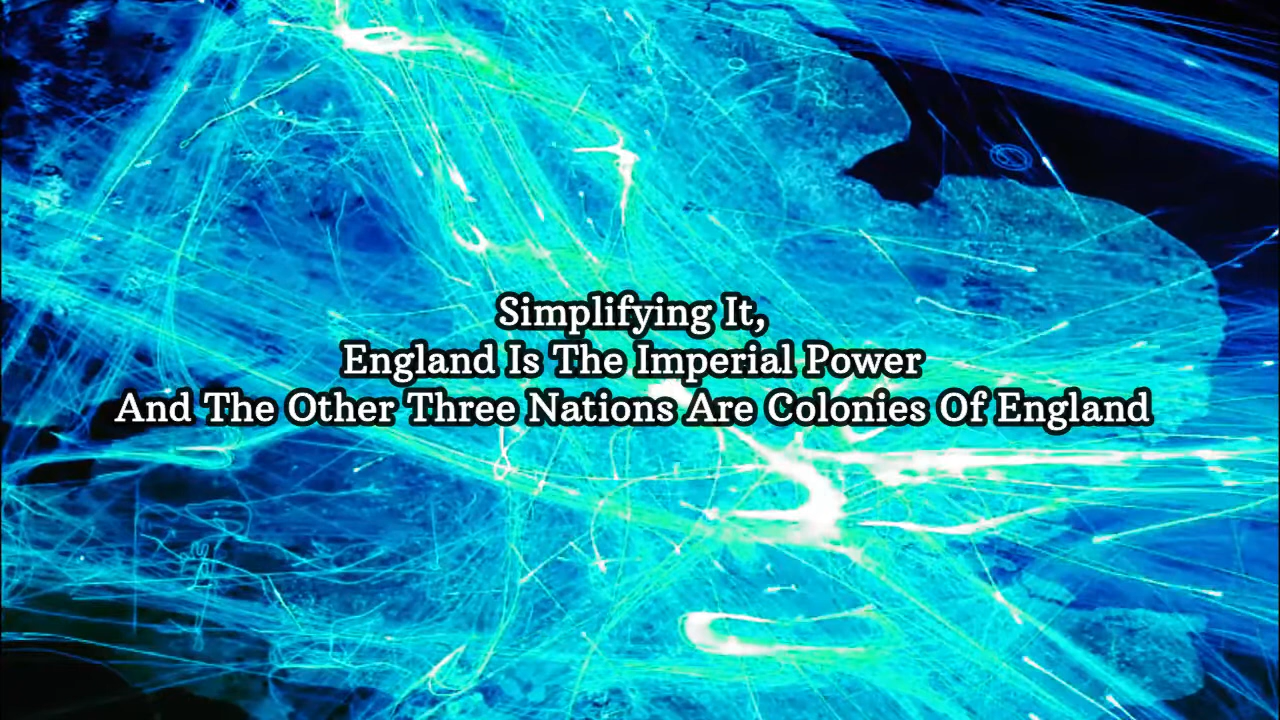 Simplifying It,
England Is The Imperial Power
And The Other Three Nations Are Colonies Of England